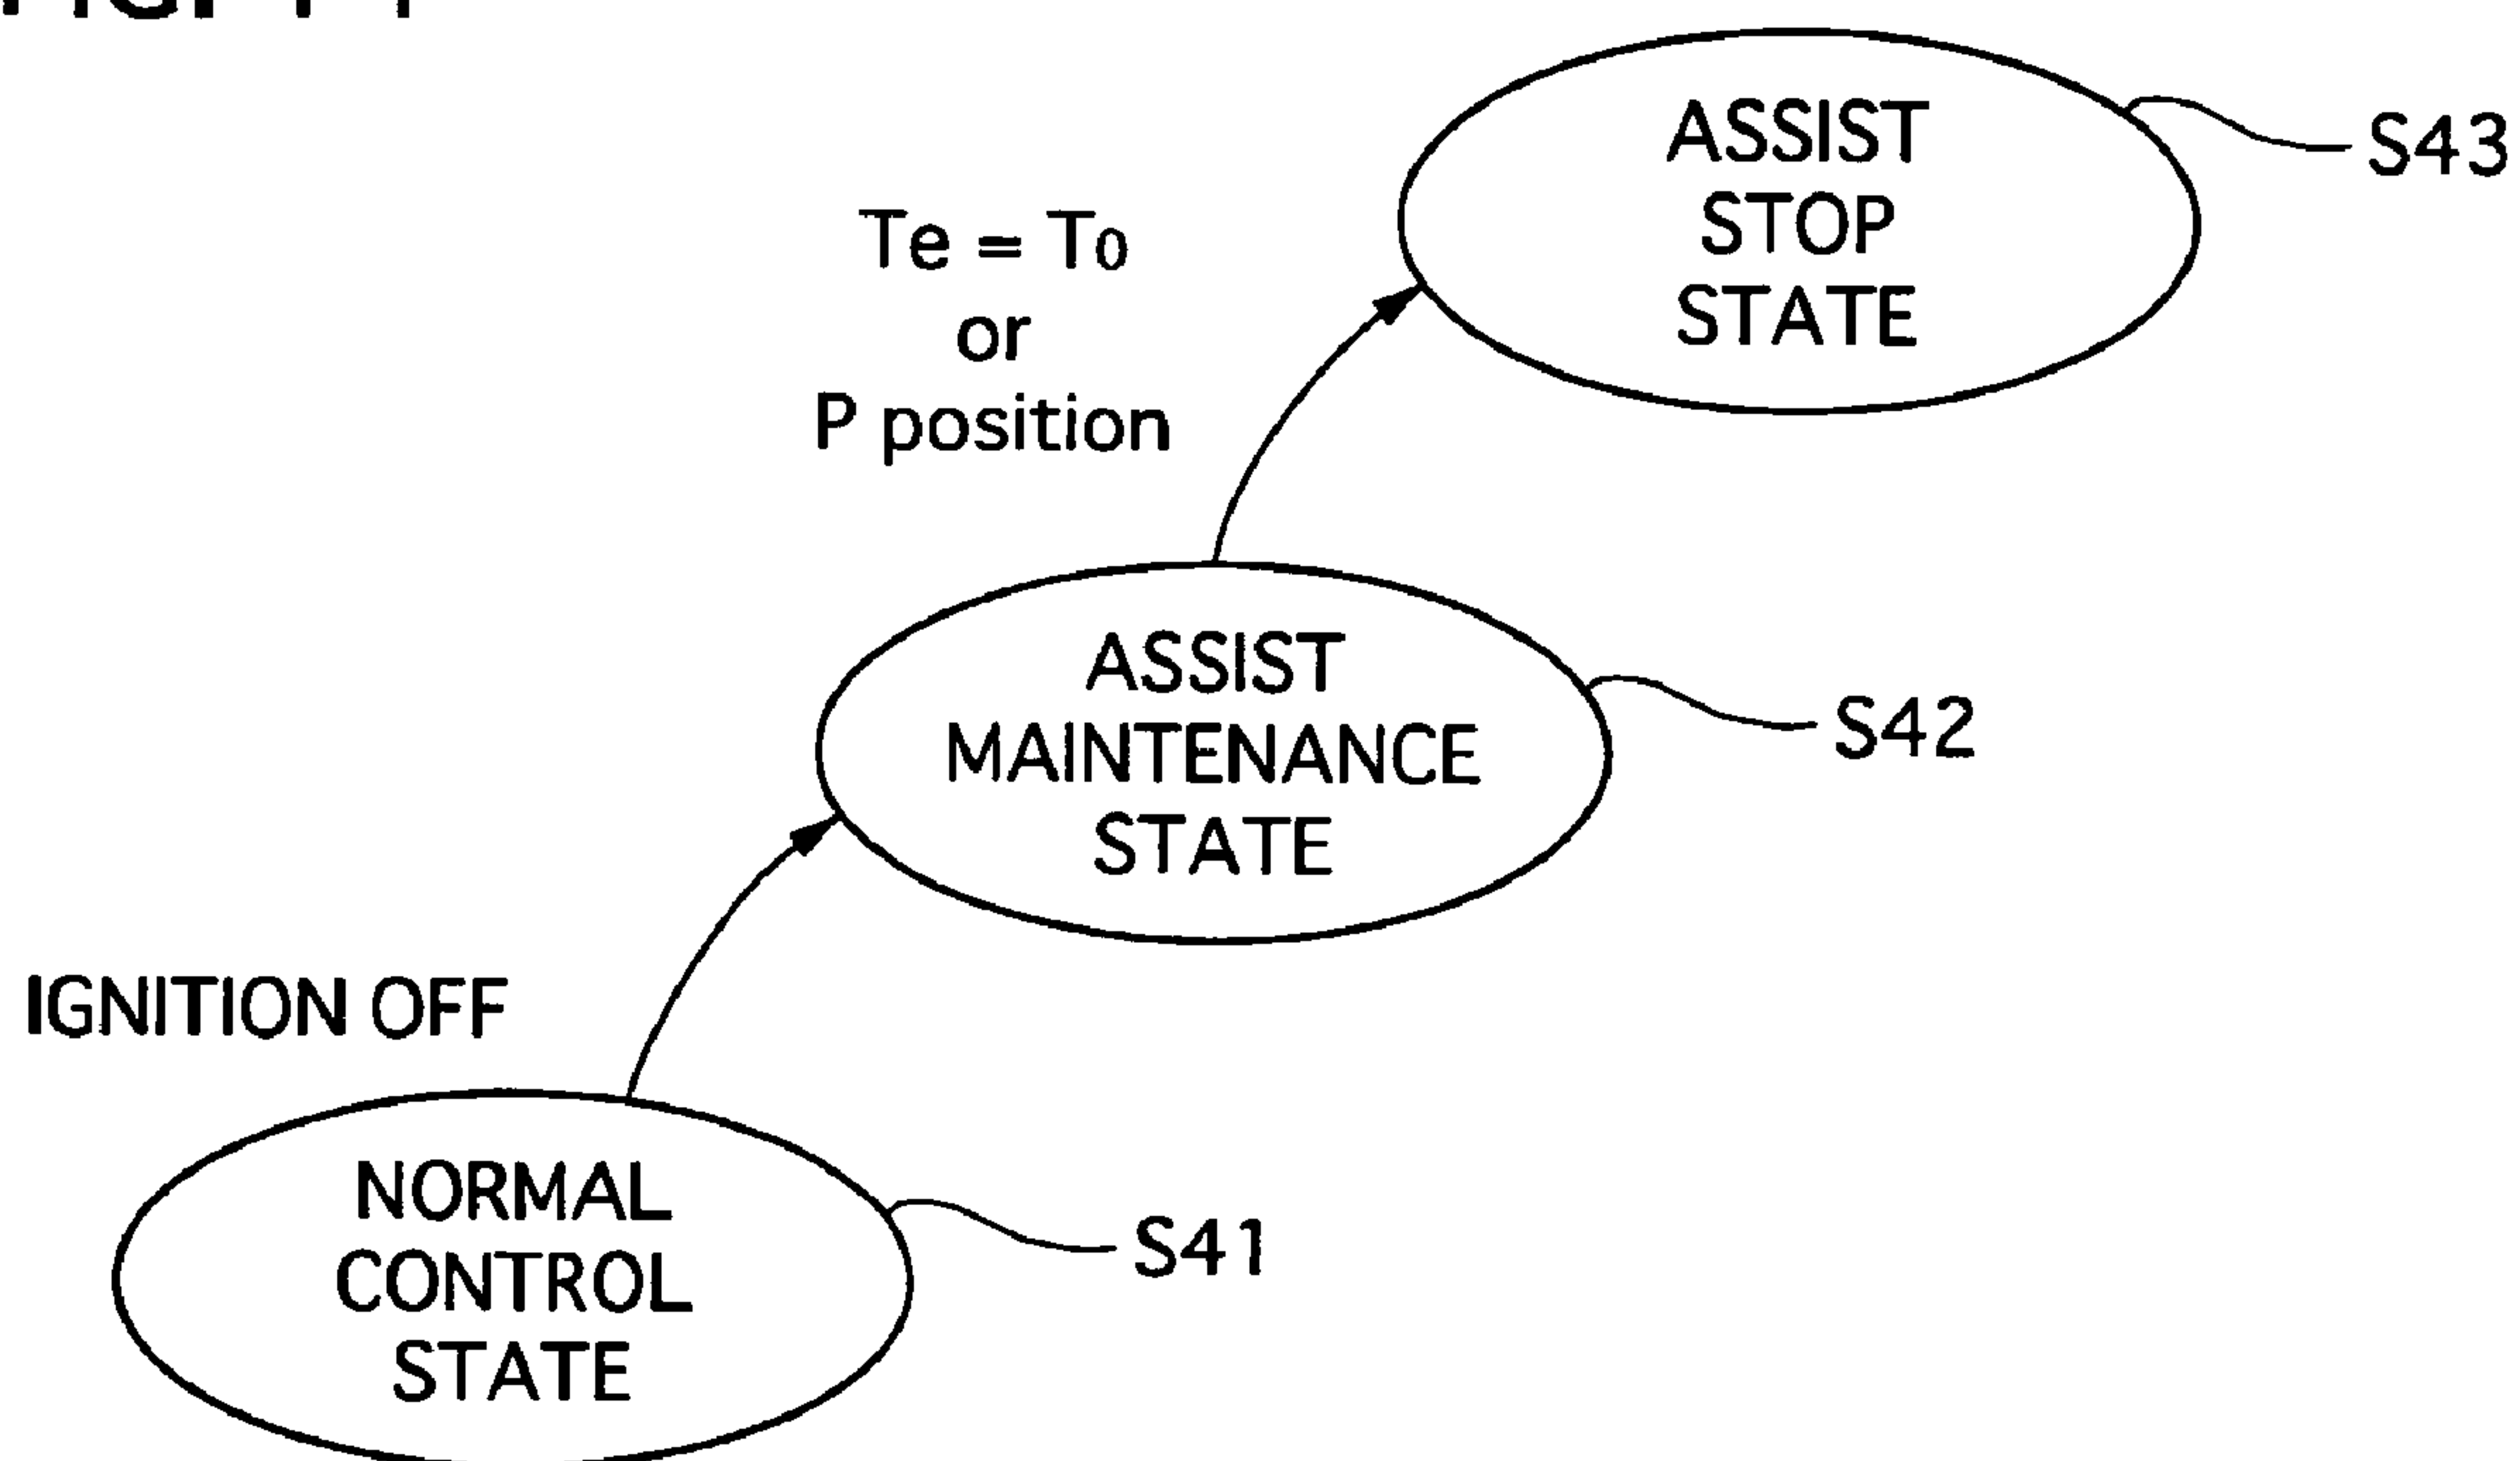 ASSIST
STOP
STATE
S43
Te = T0
or
P position
ASSIST
MAINTENANCE
STATE
S42
IGNITION OFF
NORMAL
CONTROL
STATE
S41